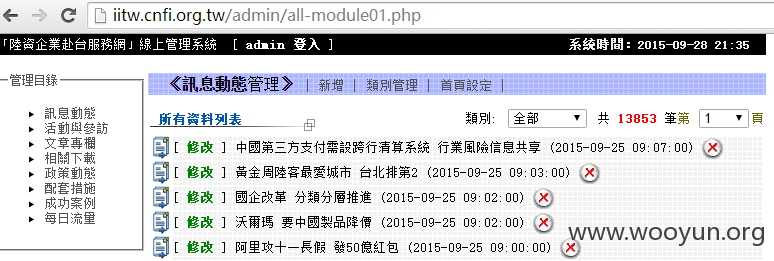 iitw.cnfi.org.tw/admin/all-module01.php
「陸資企業赴台服務網」線上管理系統 [ admin 登入 ] 系統時間:2015-09-28 21:35
管理目錄
訊息動態
活動與參訪
文章專欄
相關下載
政策動態
配套措施
成功案例
每日流量
《訊息動態管理》 | 新增 | 類別管理 | 首頁設定 |
所有資料列表 類別: 全部 共 13853 筆第 1 頁
[ 修改 ] 中國第三方支付需設跨行清算系統 行業風險信息共享 (2015-09-25 09:07:00)
[ 修改 ] 黃金周陸客最愛城市 台北排第2 (2015-09-25 09:03:00)
[ 修改 ] 國企改革 分類分層推進 (2015-09-25 09:02:00)
[ 修改 ] 沃爾瑪 要中國製品降價 (2015-09-25 09:02:00)
[ 修改 ] 阿里攻十一長假 發50億紅包 (2015-09-25 09:00:00)
www.wooyun.org